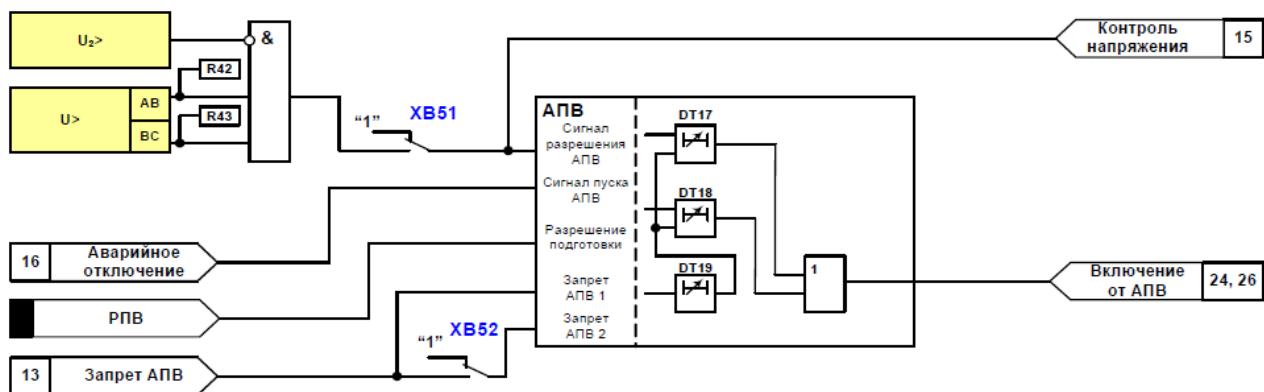 U₂>
&
R42
Контроль
напряжения
15
U>
AB
BC
R43
“1”
XB51
АПВ
DT17
Сигнал
разрешения
АПВ
Сигнал пуска
АПВ
DT18
Разрешение
подготовки
16
Аварийное
отключение
DT19
1
Включение
от АПВ
24, 26
Запрет
АПВ 1
РПВ
Запрет
АПВ 2
“1”
XB52
13
Запрет АПВ